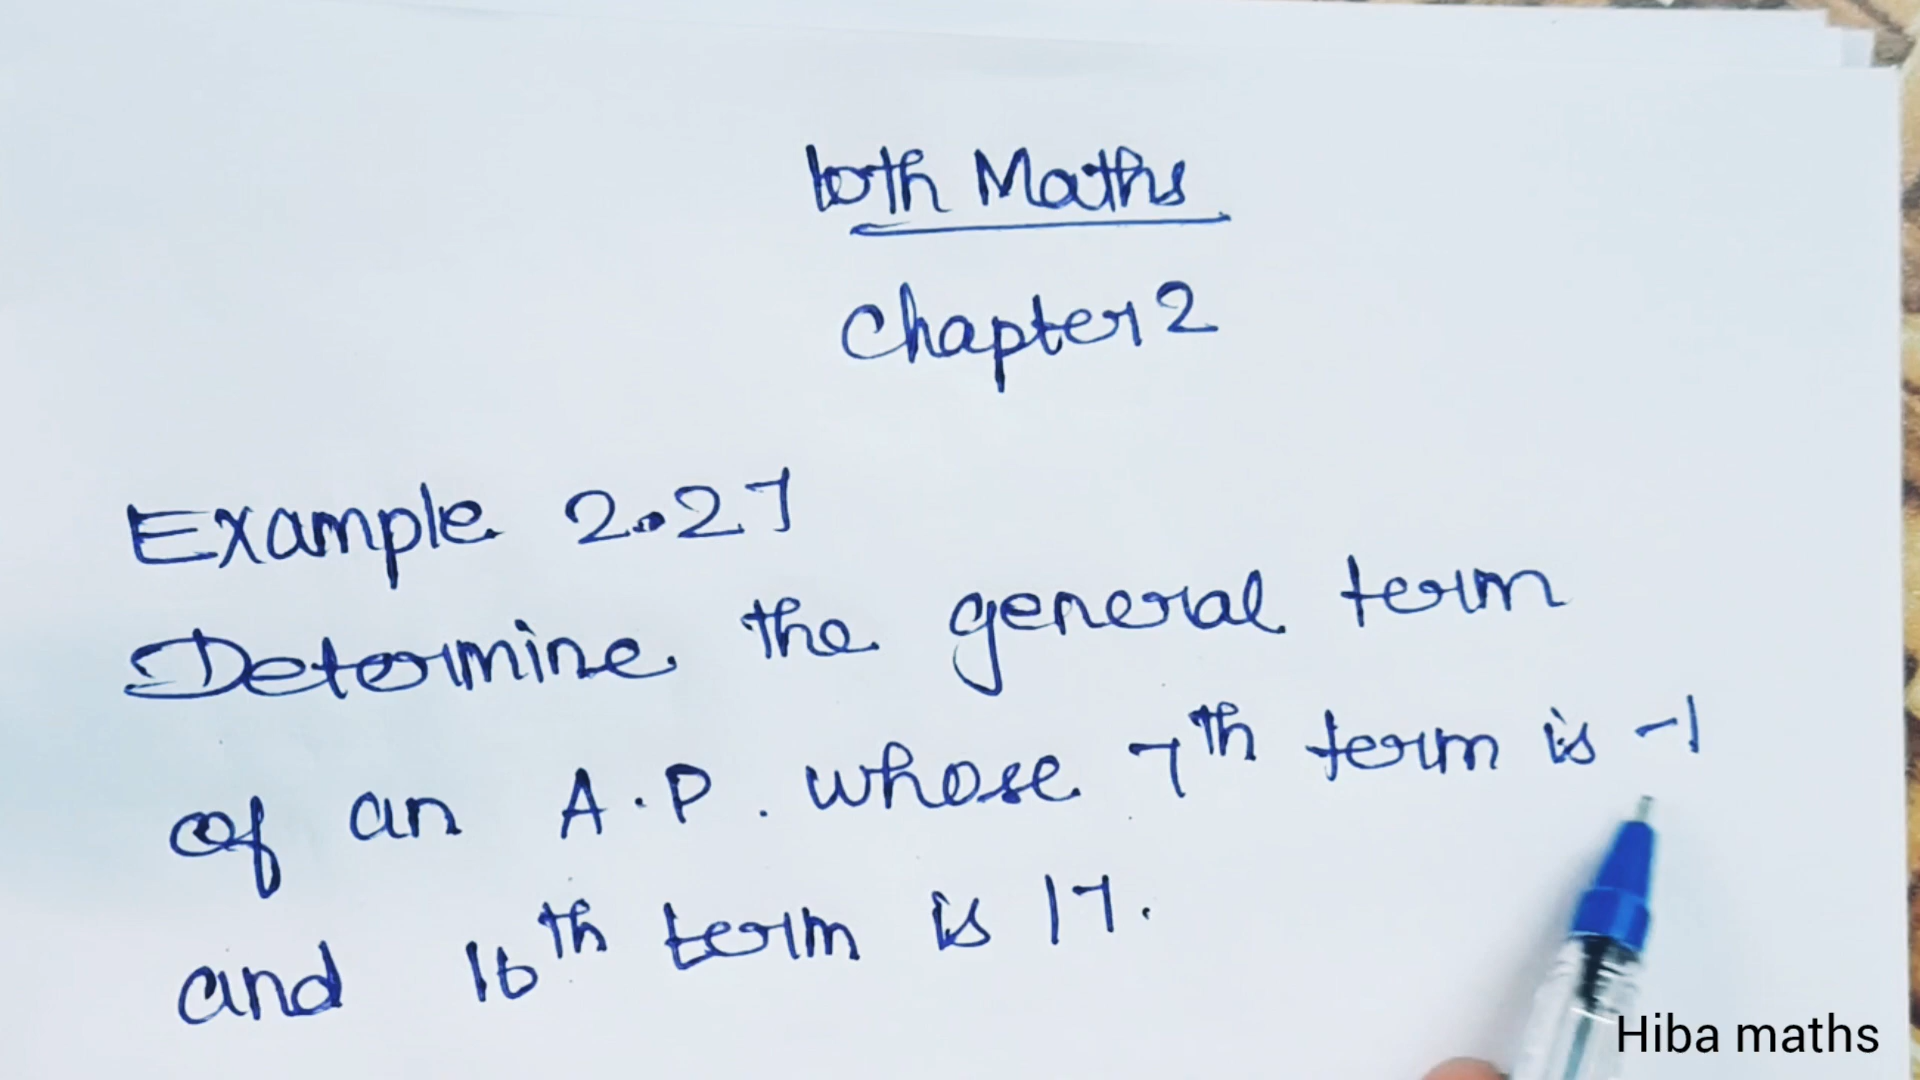 10th Maths
Chapter 2
Example 2.27
Determine the general term
of an A.P. whose 7th term is -1
and 16th term is 17.
Hiba maths